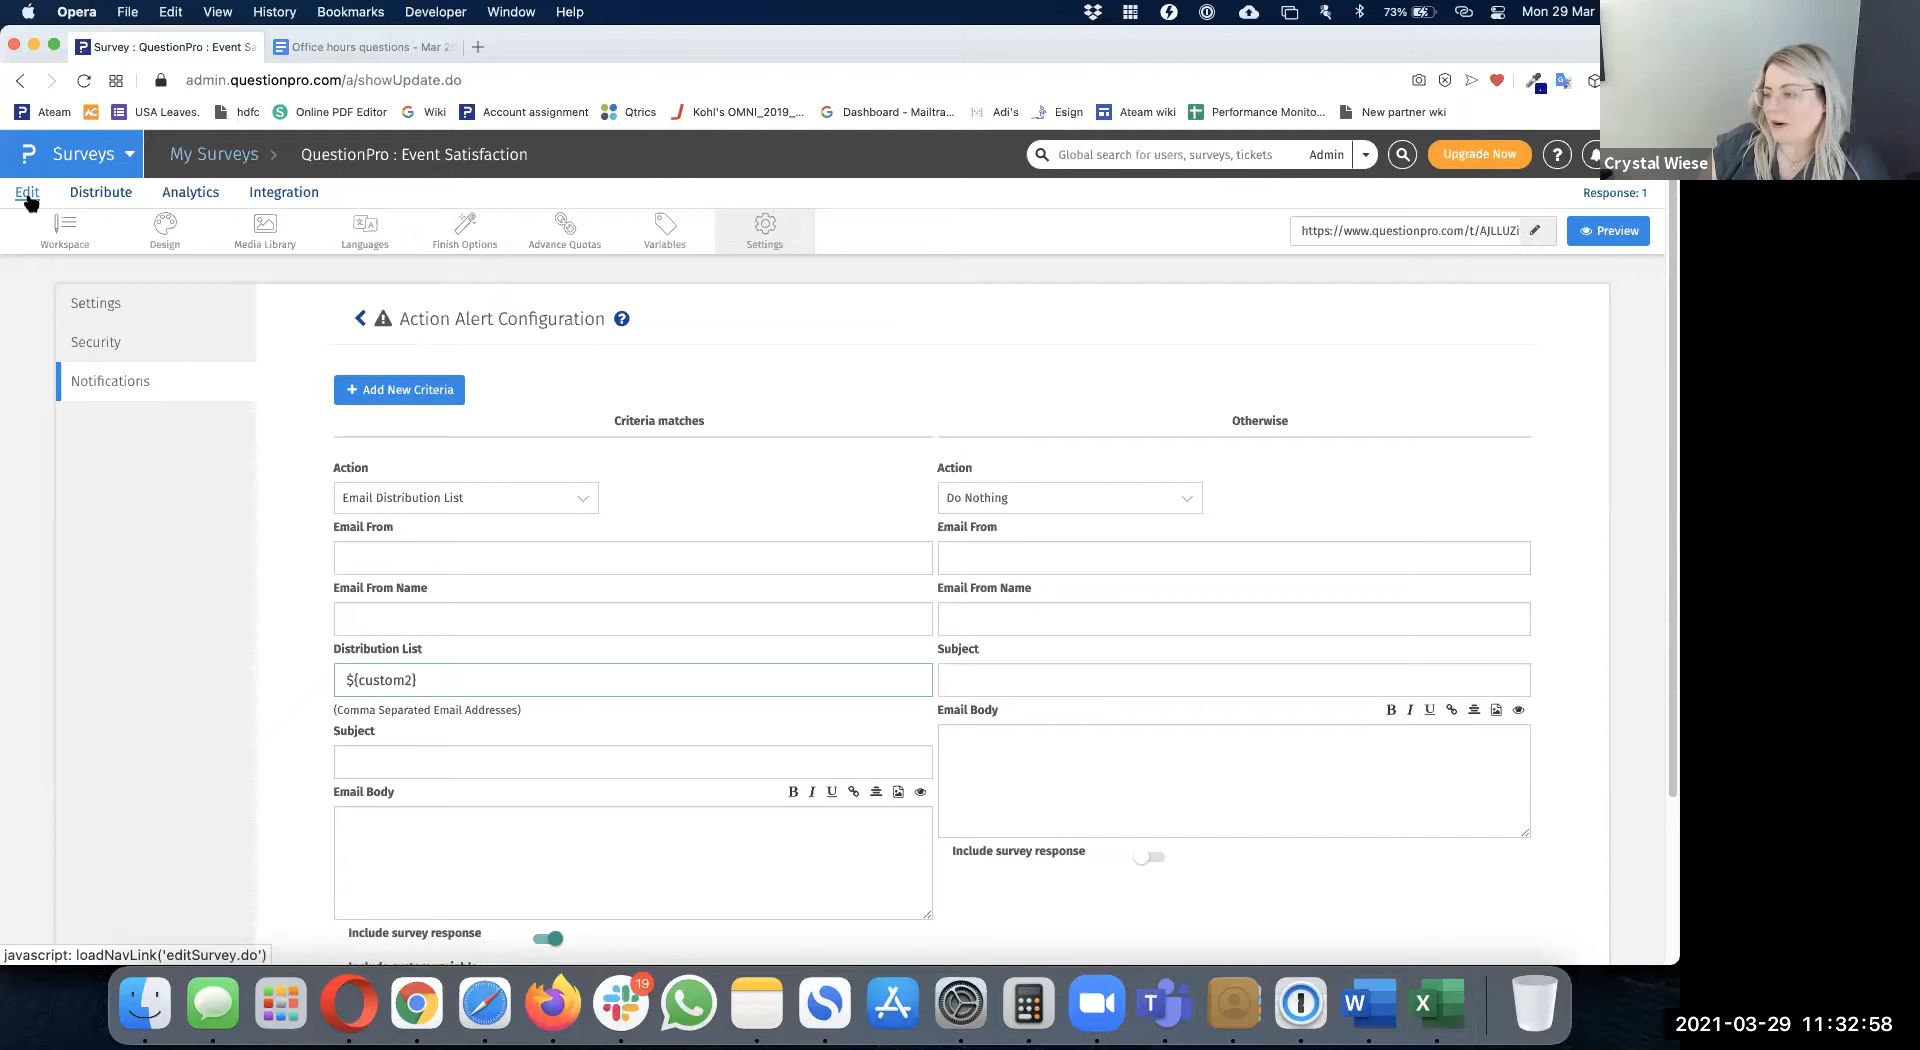 Opera File Edit View History Bookmarks Developer Window Help 73% Mon 29 Mar
Survey : QuestionPro : Event Sa Office hours questions - Mar 2
admin.questionpro.com/a/showUpdate.do
Ateam USA Leaves. hdfc Online PDF Editor Wiki Account assignment Qtrics Kohl's OMNI_2019_... Dashboard - Mailtra... Adi's Esign Ateam wiki Performance Monito... New partner wiki
Surveys My Surveys QuestionPro : Event Satisfaction Global search for users, surveys, tickets Admin Upgrade Now ?
Crystal Wiese
Edit Distribute Analytics Integration Response: 1
Workspace Design Media Library Languages Finish Options Advance Quotas Variables Settings https://www.questionpro.com/t/AJLLUZi Preview
Settings
Security
Notifications
Action Alert Configuration ?
+ Add New Criteria
Criteria matches Otherwise
Action Action
Email Distribution List Do Nothing
Email From Email From
Email From Name Email From Name
Distribution List Subject
${custom2}
(Comma Separated Email Addresses) Email Body B I U
Subject
Email Body B I U
Include survey response
Include survey response
javascript: loadNavLink('editSurvey.do')
19
2021-03-29 11:32:58